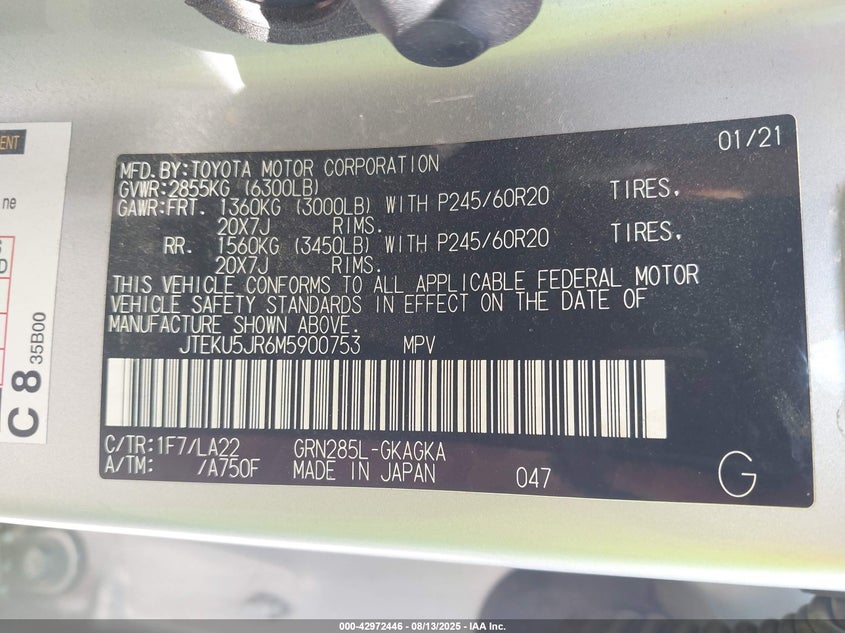 01/21
MFD. BY: TOYOTA MOTOR CORPORATION
GVWR: 2855KG (6300LB)
GAWR: FRT. 1360KG (3000LB) WITH P245/60R20 TIRES,
20X7J RIMS.
RR. 1560KG (3450LB) WITH P245/60R20 TIRES,
20X7J RIMS.
THIS VEHICLE CONFORMS TO ALL APPLICABLE FEDERAL MOTOR
VEHICLE SAFETY STANDARDS IN EFFECT ON THE DATE OF
MANUFACTURE SHOWN ABOVE.
JTEKU5JR6M5900753 MPV
C/TR: 1F7/LA22 GRN285L-GKAGKA
A/TM: /A750F MADE IN JAPAN 047
G
ENT
ne
S
D
C 8 35B00
000-42972446 - 08/13/2025 - IAA Inc.